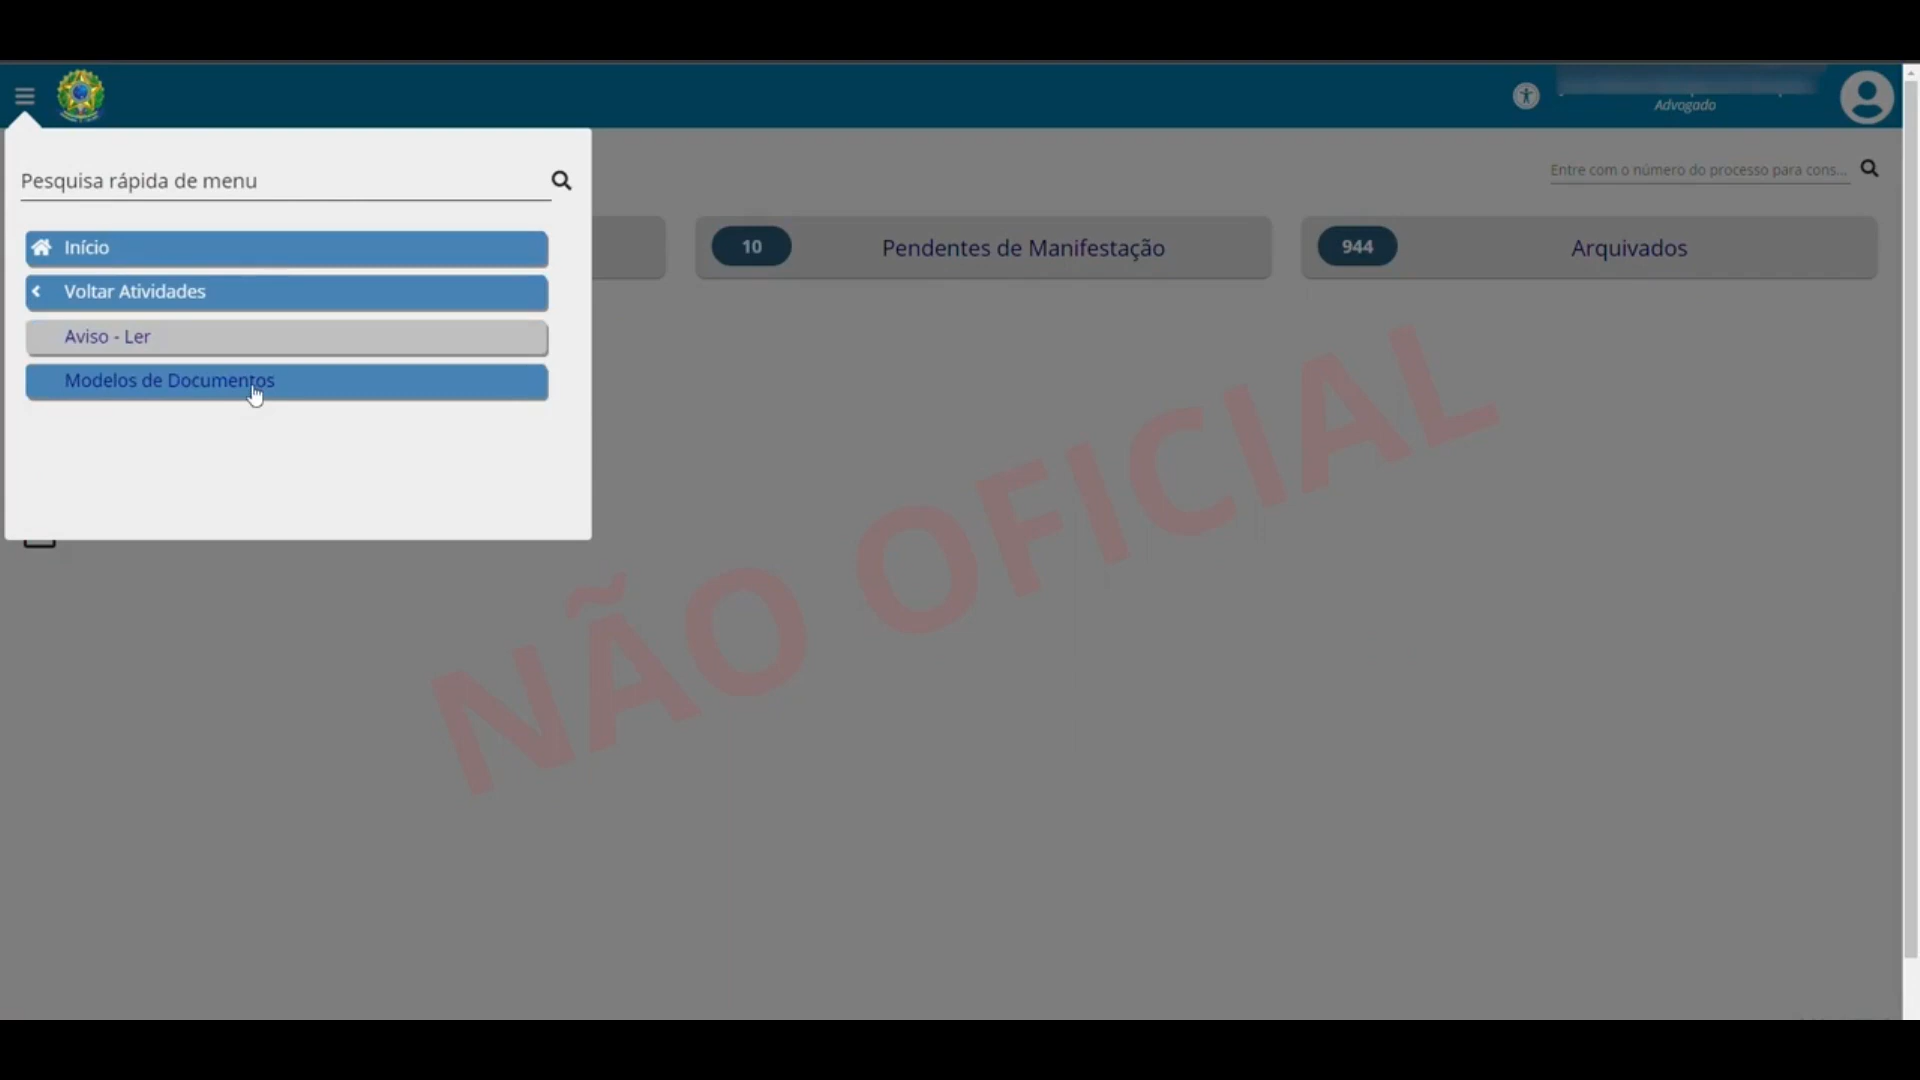 Advogado
Pesquisa rápida de menu
Entre com o número do processo para cons...
Início
10 Pendentes de Manifestação
944 Arquivados
Voltar Atividades
Aviso - Ler
Modelos de Documentos
NÃO OFICIAL